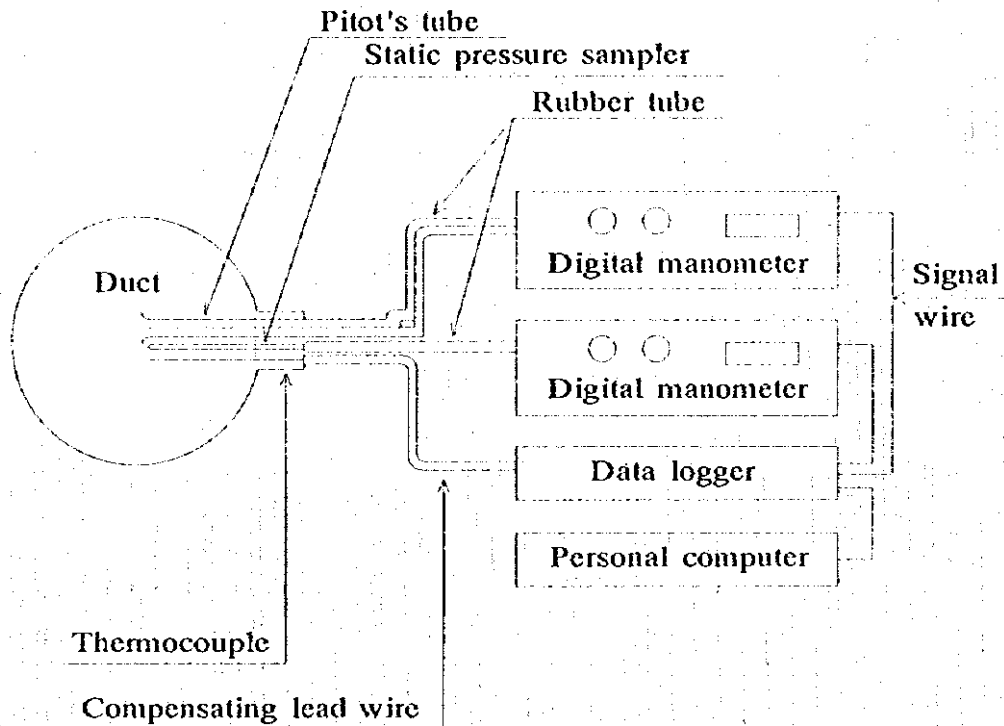 Pitot's tube
Static pressure sampler
Rubber tube
Duct
Digital manometer
Signal
wire
Digital manometer
Data logger
Personal computer
Thermocouple
Compensating lead wire